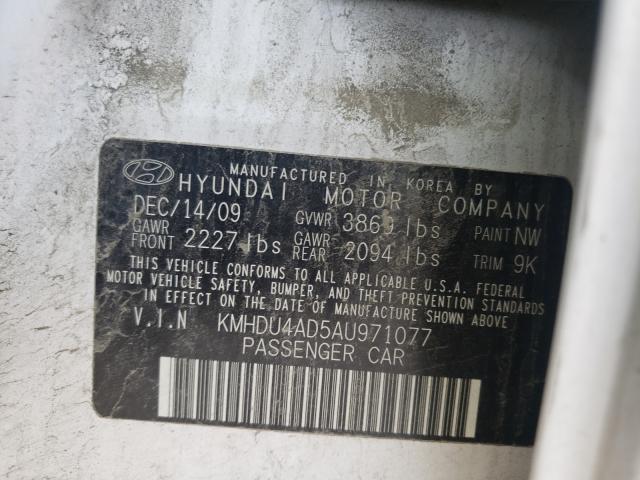 MANUFACTURED IN KOREA BY
HYUNDAI MOTOR COMPANY
DEC/14/09 GVWR 3869 lbs PAINT NW
GAWR FRONT 2227 lbs GAWR REAR 2094 lbs TRIM 9K
THIS VEHICLE CONFORMS TO ALL APPLICABLE U.S.A. FEDERAL
MOTOR VEHICLE SAFETY, BUMPER, AND THEFT PREVENTION STANDARDS
IN EFFECT ON THE DATE OF MANUFACTURE SHOWN ABOVE.
V.I.N KMHDU4AD5AU971077
PASSENGER CAR